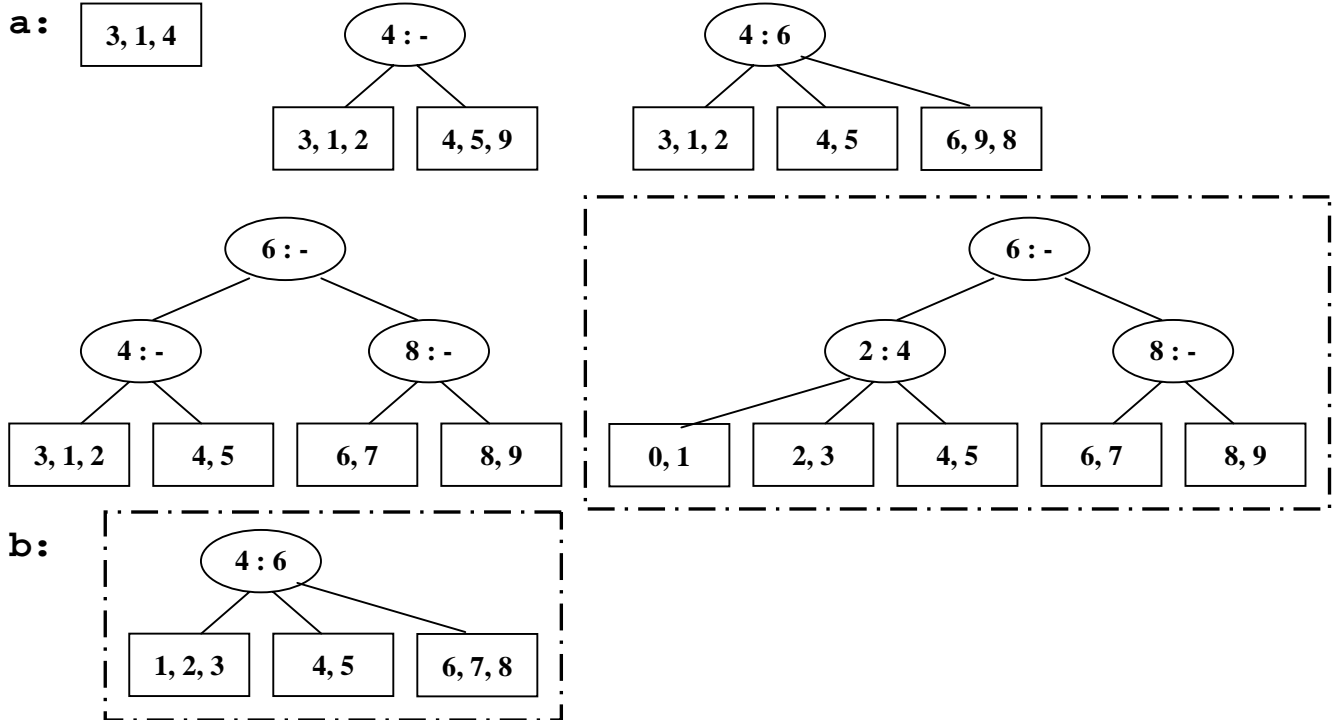 a: 3, 1, 4
4 : -
4 : 6
3, 1, 2
4, 5, 9
3, 1, 2
4, 5
6, 9, 8
6 : -
6 : -
4 : -
8 : -
2 : 4
8 : -
3, 1, 2
4, 5
6, 7
8, 9
0, 1
2, 3
4, 5
6, 7
8, 9
b:
4 : 6
1, 2, 3
4, 5
6, 7, 8